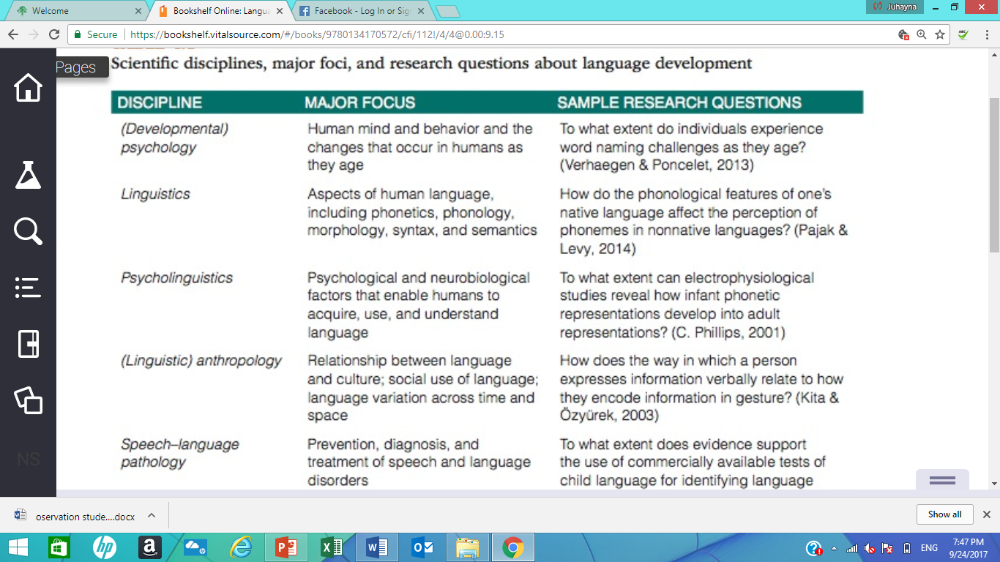 Welcome
Bookshelf Online: Langua
Facebook - Log In or Sig
Juhayna
Secure
https://bookshelf.vitalsource.com/#/books/9780134170572/cfi/112!/4/4@0.00:9.15
ABC
Pages
Scientific disciplines, major foci, and research questions about language development
DISCIPLINE MAJOR FOCUS SAMPLE RESEARCH QUESTIONS
(Developmental)
psychology
Human mind and behavior and the
changes that occur in humans as
they age
To what extent do individuals experience
word naming challenges as they age?
(Verhaegen & Poncelet, 2013)
Linguistics
Aspects of human language,
including phonetics, phonology,
morphology, syntax, and semantics
How do the phonological features of one's
native language affect the perception of
phonemes in nonnative languages? (Pajak &
Levy, 2014)
Psycholinguistics
Psychological and neurobiological
factors that enable humans to
acquire, use, and understand
language
To what extent can electrophysiological
studies reveal how infant phonetic
representations develop into adult
representations? (C. Phillips, 2001)
(Linguistic) anthropology
Relationship between language
and culture; social use of language;
language variation across time and
space
How does the way in which a person
expresses information verbally relate to how
they encode information in gesture? (Kita &
Özyürek, 2003)
Speech–language
pathology
Prevention, diagnosis, and
treatment of speech and language
disorders
To what extent does evidence support
the use of commercially available tests of
child language for identifying language
NS
oservation stude....docx
Show all
hp
a
ENG
7:47 PM
9/24/2017